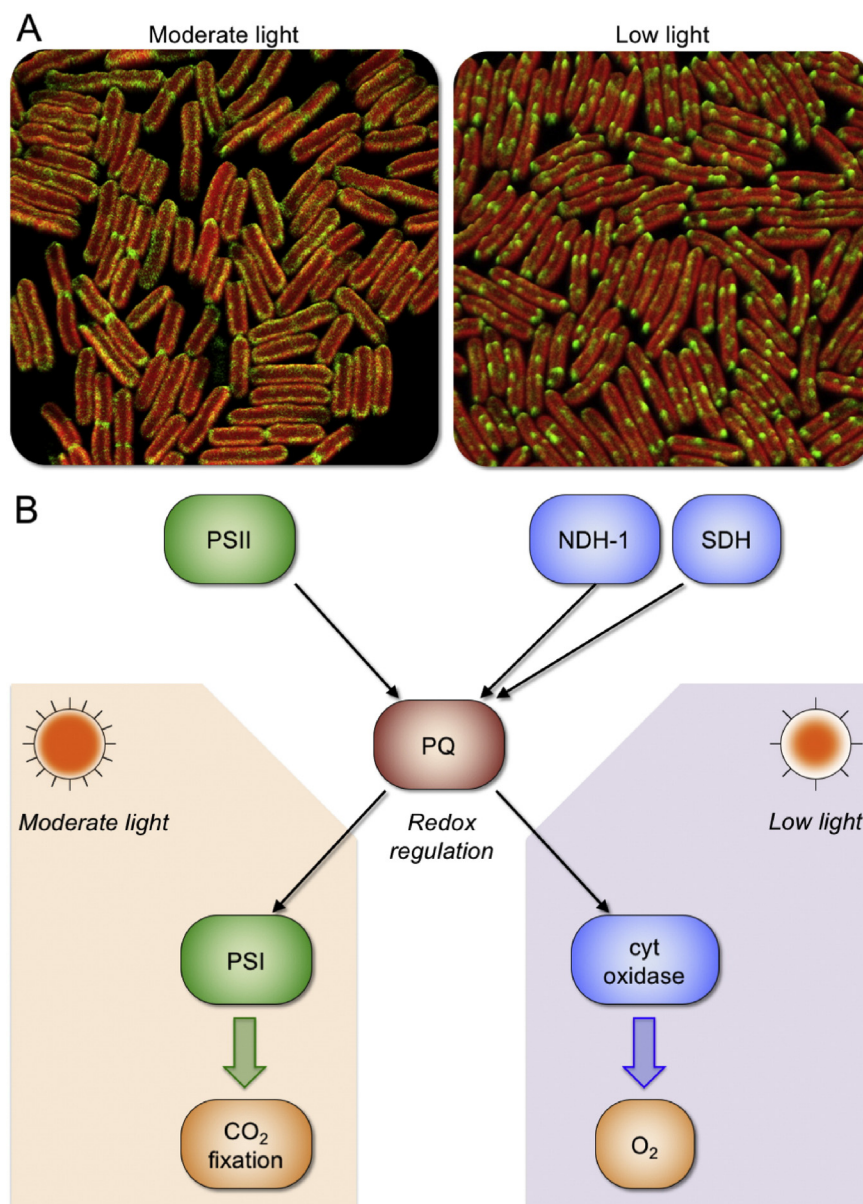 A
Moderate light
Low light
B
PSII
NDH-1
SDH
PQ
Moderate light
Redox
regulation
Low light
PSI
cyt
oxidase
CO₂
fixation
O₂